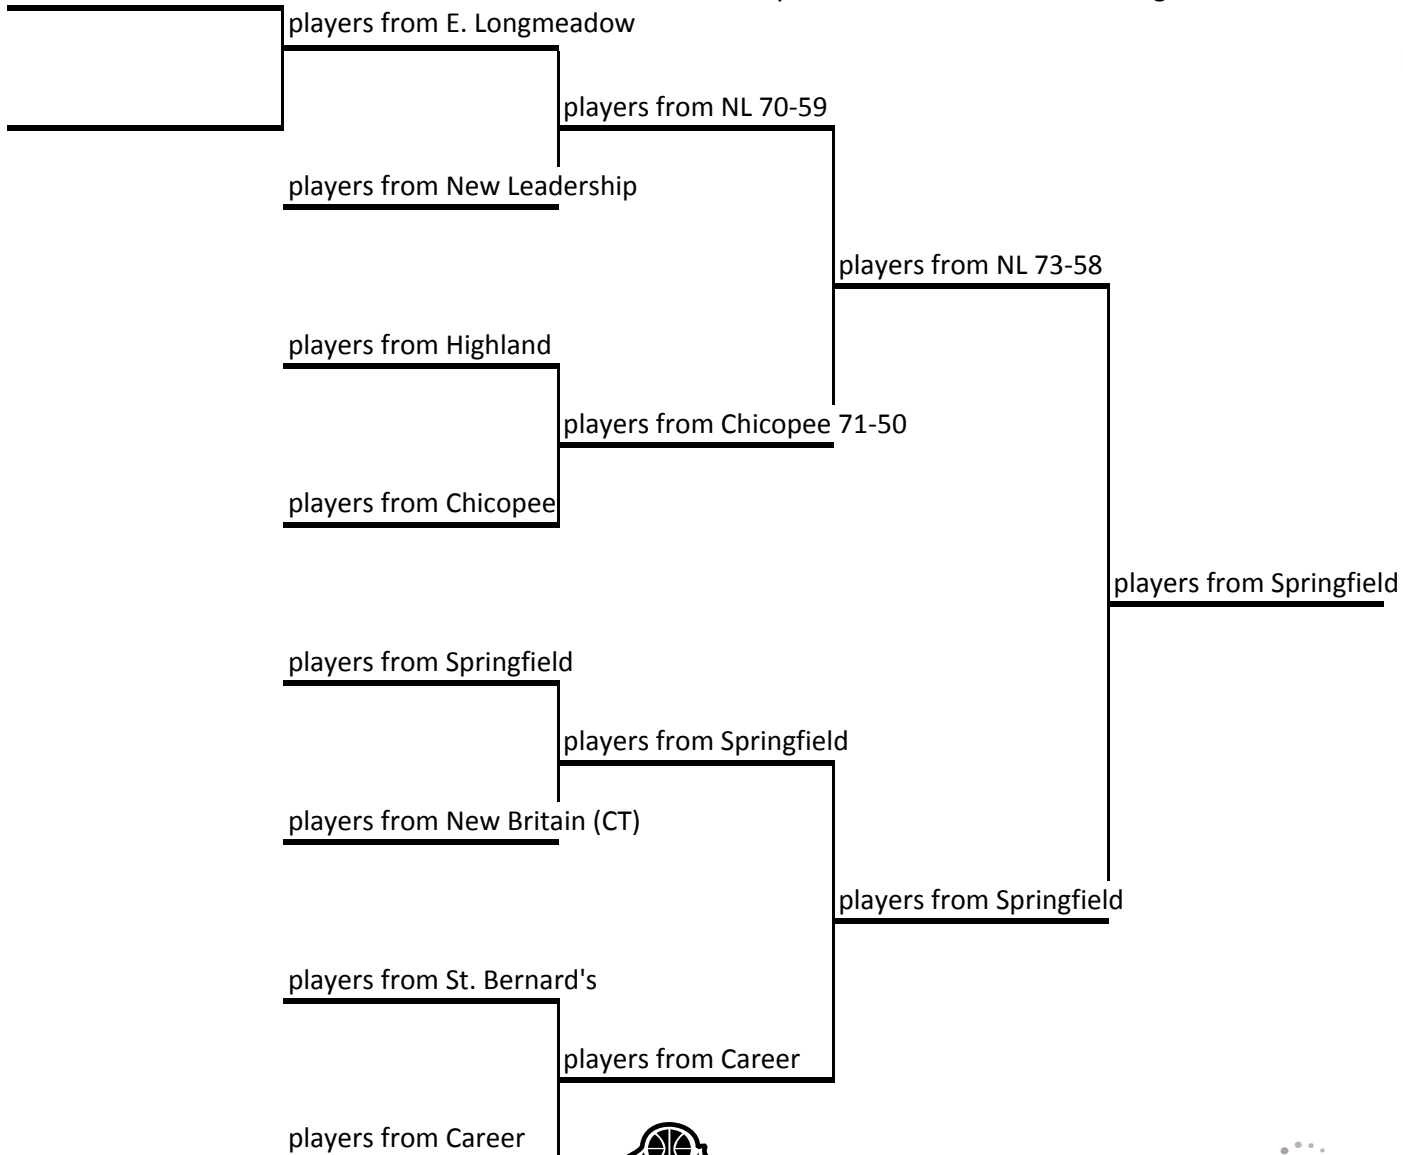 players from E. Longmeadow
players from NL 70-59
players from New Leadership
players from NL 73-58
players from Highland
players from Chicopee 71-50
players from Chicopee
players from Springfield
players from Springfield
players from Springfield
players from New Britain (CT)
players from Springfield
players from St. Bernard's
players from Career
players from Career